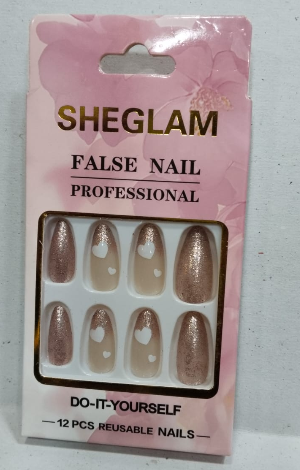 SHEGLAM
FALSE NAIL
PROFESSIONAL
DO-IT-YOURSELF
12 PCS REUSABLE NAILS